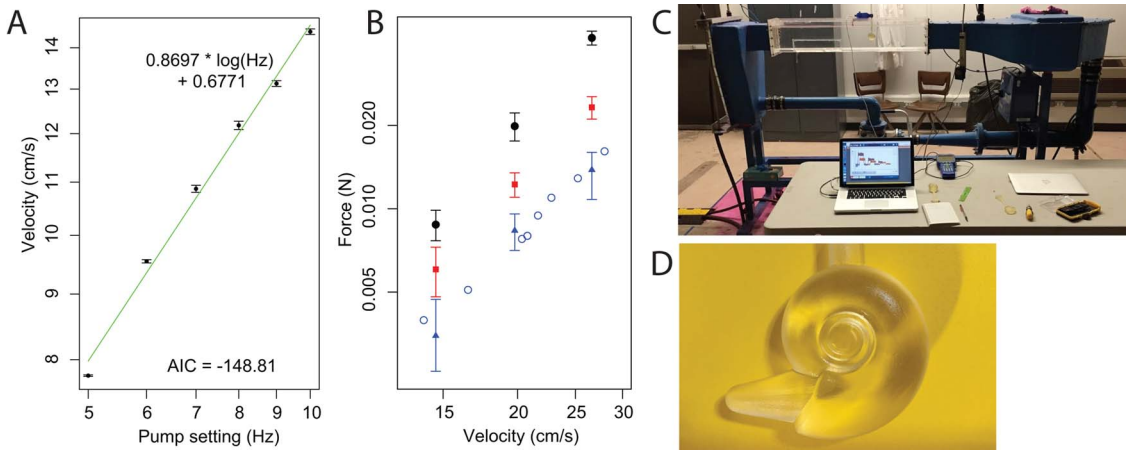 A
0.8697 * log(Hz)
+ 0.6771
AIC = -148.81
Velocity (cm/s)
14
13
12
11
10
9
8
5 6 7 8 9 10
Pump setting (Hz)
B
Force (N)
0.020
0.010
0.005
15 20 25 30
Velocity (cm/s)
C
D